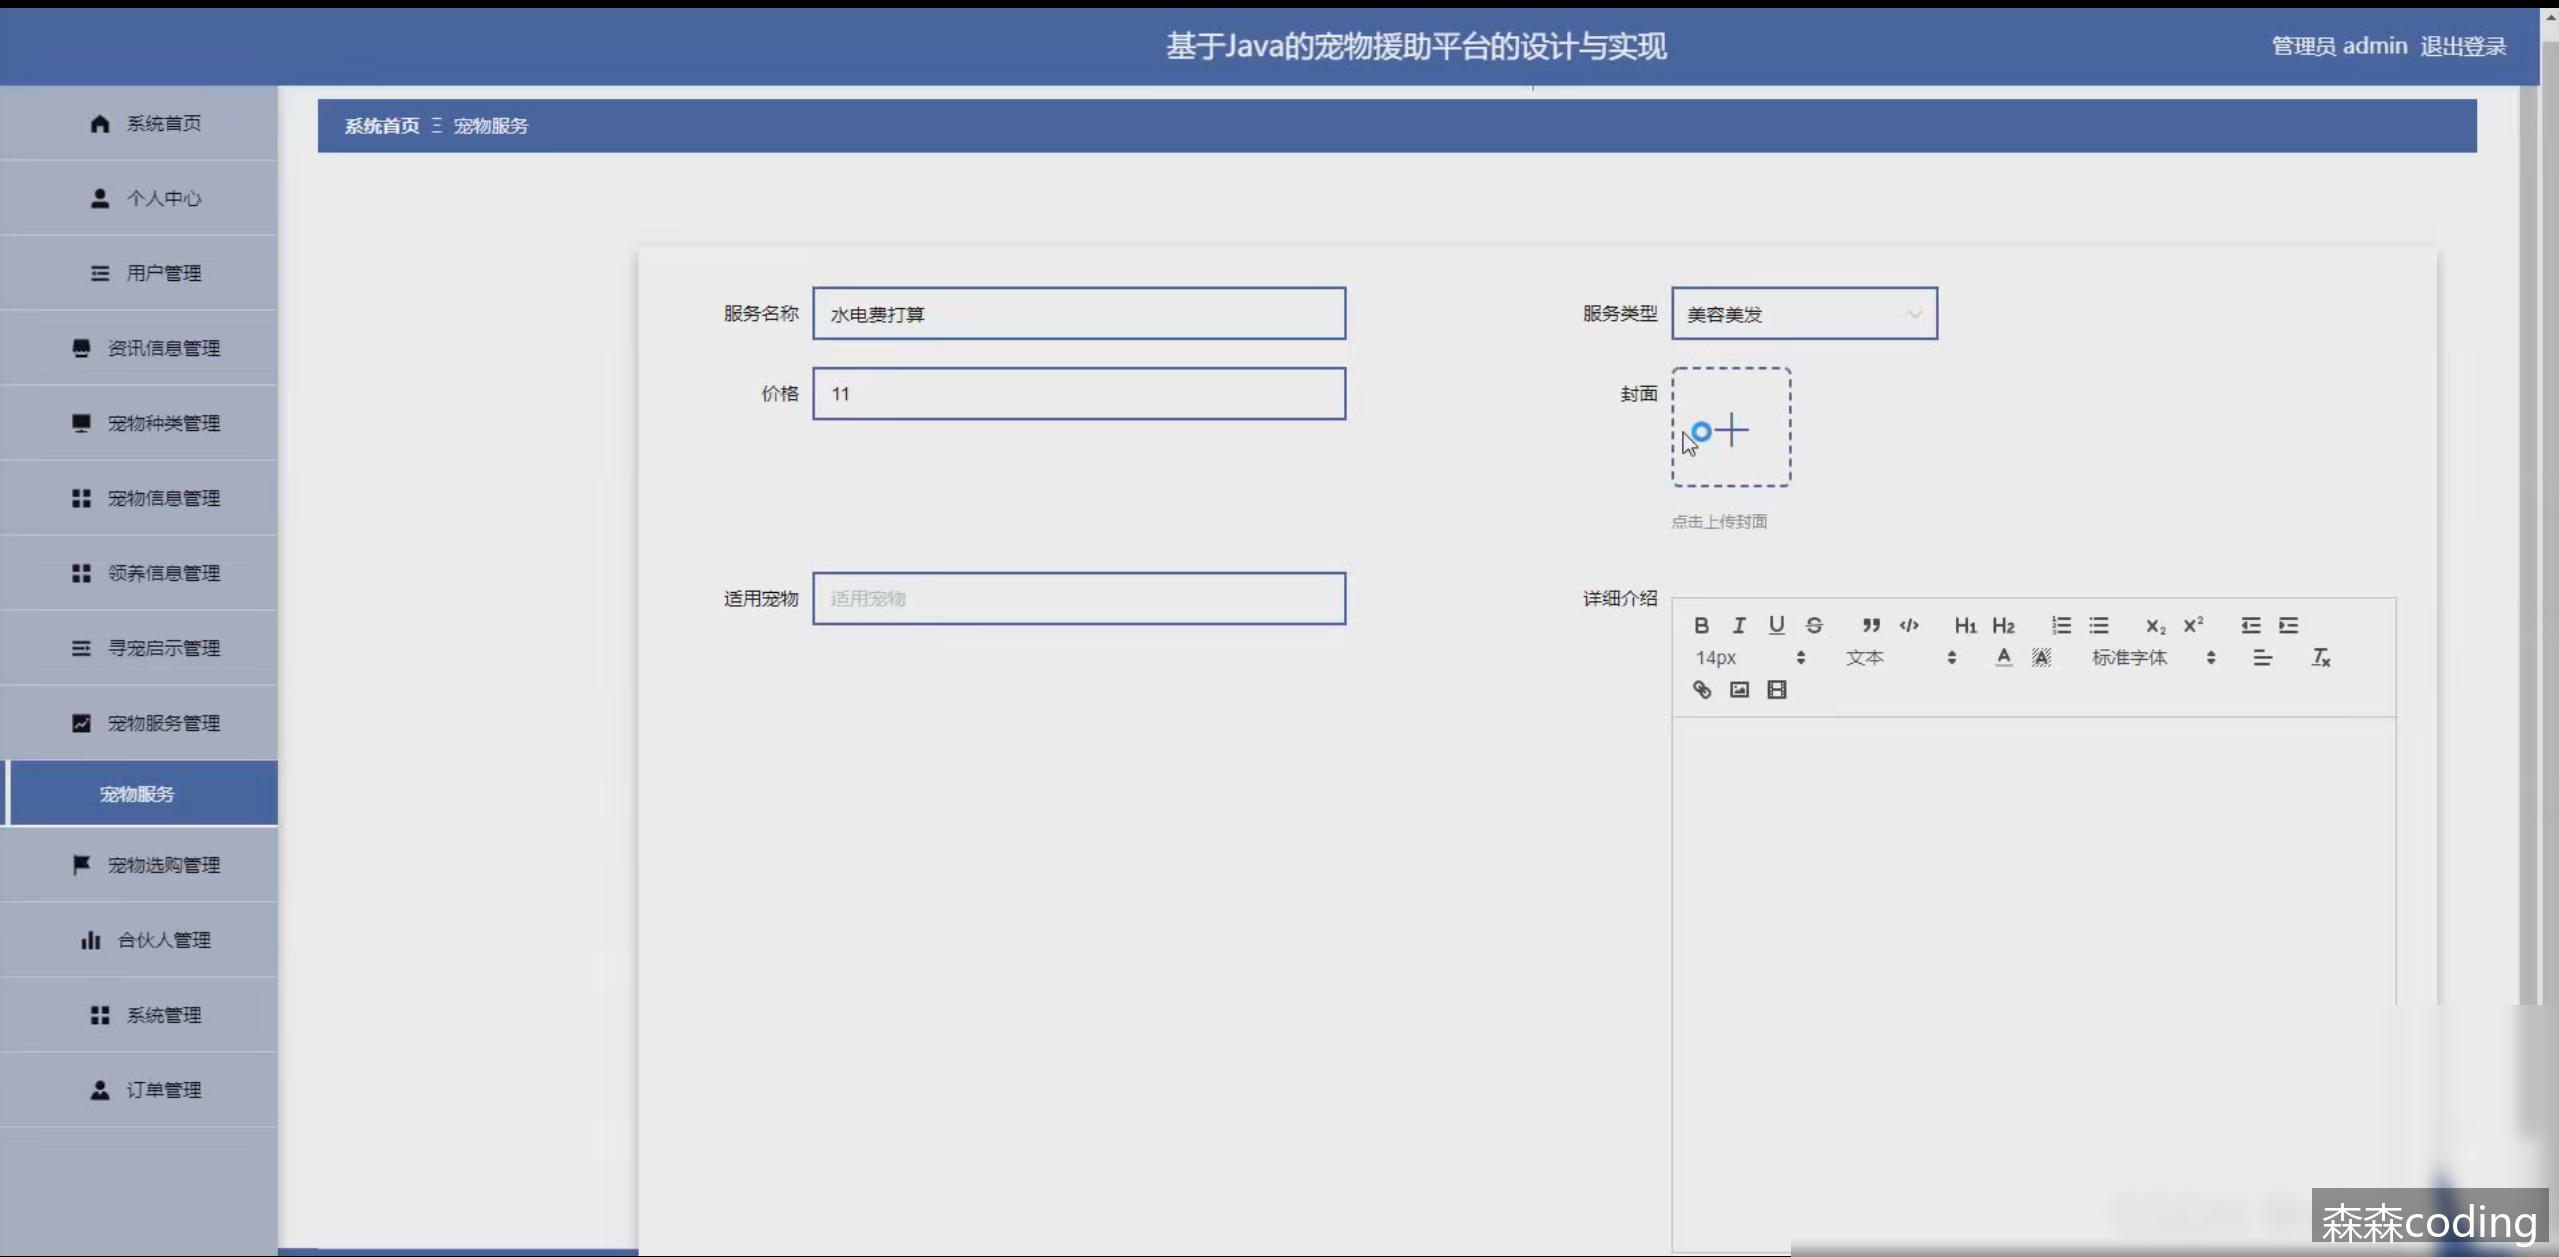 基于Java的宠物援助平台的设计与实现
管理员 admin 退出登录
系统首页
个人中心
用户管理
资讯信息管理
宠物种类管理
宠物信息管理
领养信息管理
寻宠启示管理
宠物服务管理
宠物服务
宠物选购管理
合伙人管理
系统管理
订单管理
系统首页 Ξ 宠物服务
服务名称 水电费打算
服务类型 美容美发
价格 11
封面
点击上传封面
适用宠物 适用宠物
详细介绍
B I U S H1 H2 x₂ x²
14px 文本 A A 标准字体
森森coding